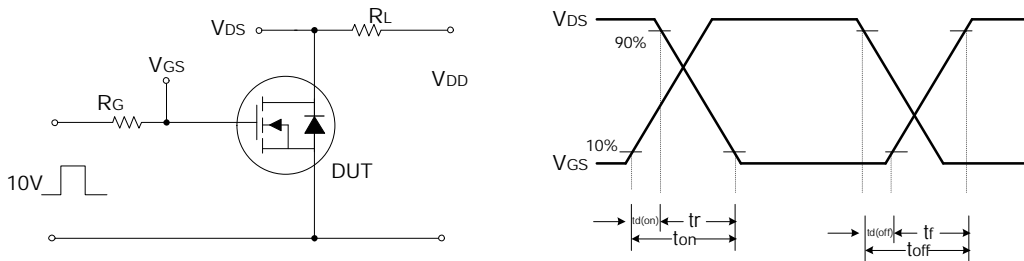 VDS
RL
VGS
VDD
RG
10V
DUT
VDS
90%
10%
VGS
td(on)
tr
ton
td(off)
tf
toff